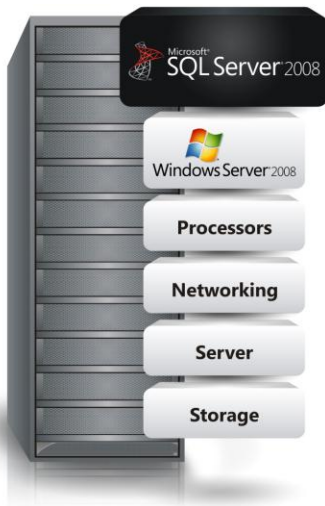 Microsoft®
SQL Server® 2008
Windows Server® 2008
Processors
Networking
Server
Storage